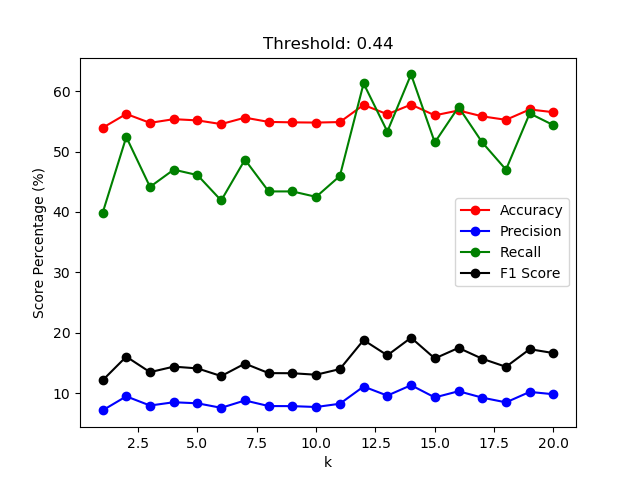 Threshold: 0.44
Score Percentage (%)
60
50
40
30
20
10
Accuracy
Precision
Recall
F1 Score
2.5 5.0 7.5 10.0 12.5 15.0 17.5 20.0
k